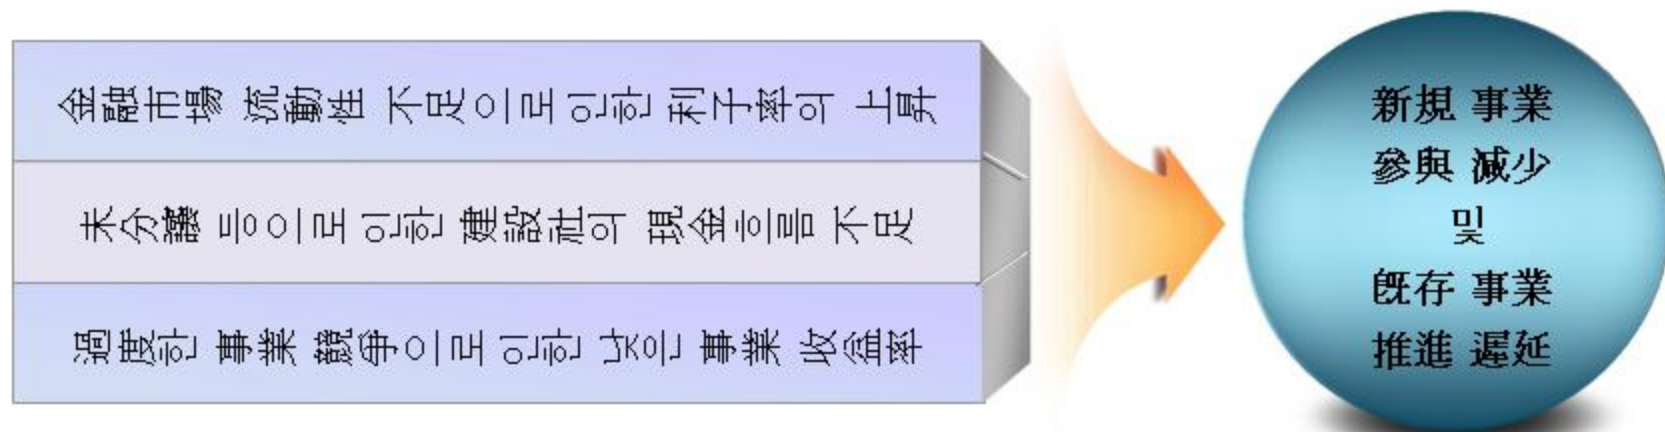 金融市場 流動性 不足으로 인한 利子率의 上昇
未分讓 등으로 인한 建設社의 現金흐름 不足
過度한 事業 競爭으로 인한 낮은 事業 收益率
新規 事業
參與 減少
및
旣存 事業
推進 遲延